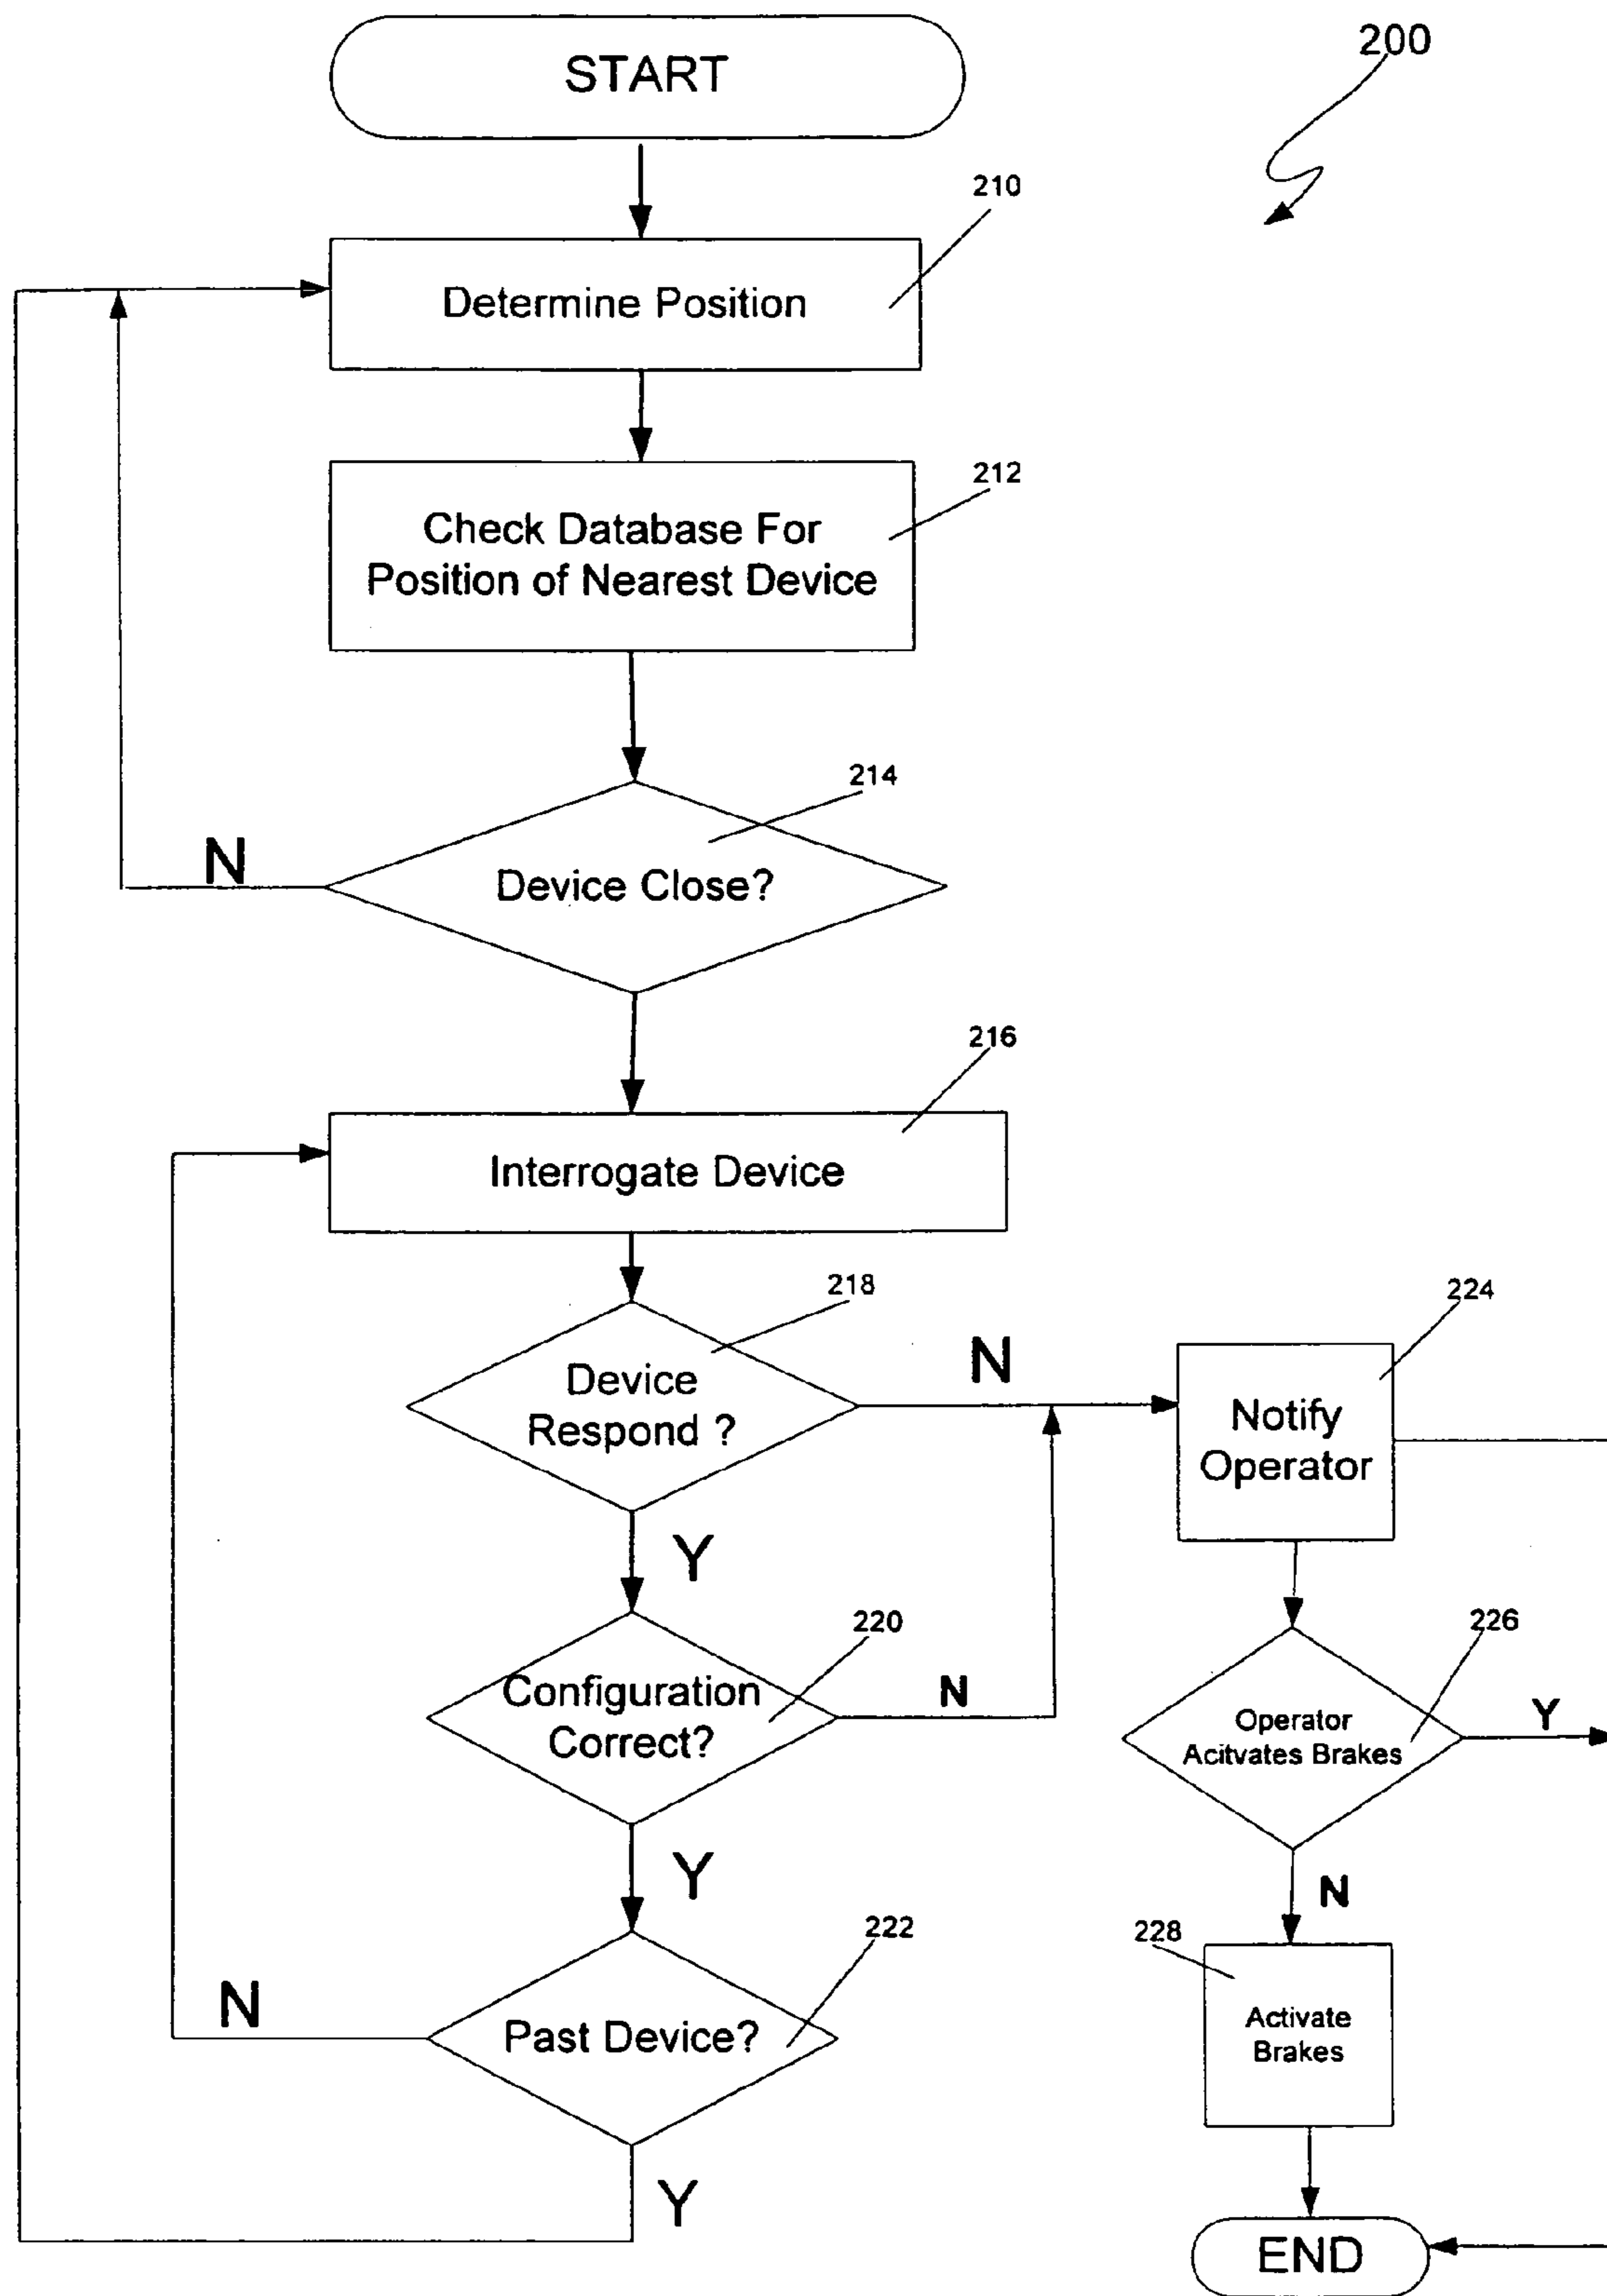 START
200
210
Determine Position
212
Check Database For
Position of Nearest Device
214
N
Device Close?
216
Interrogate Device
218
Device
Respond ?
N
224
Notify
Operator
Y
220
Configuration
Correct?
N
226
Operator
Acitvates Brakes
Y
Y
N
222
Past Device?
N
228
Activate
Brakes
Y
END